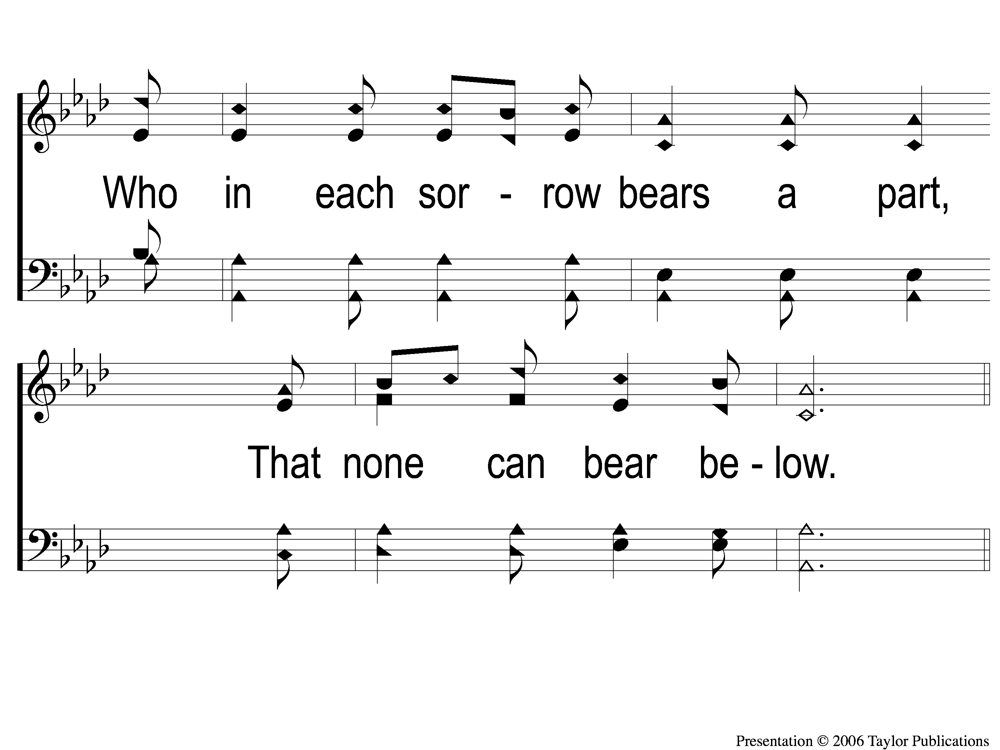 Who in each sor - row bears a part,
That none can bear be - low.
Presentation © 2006 Taylor Publications